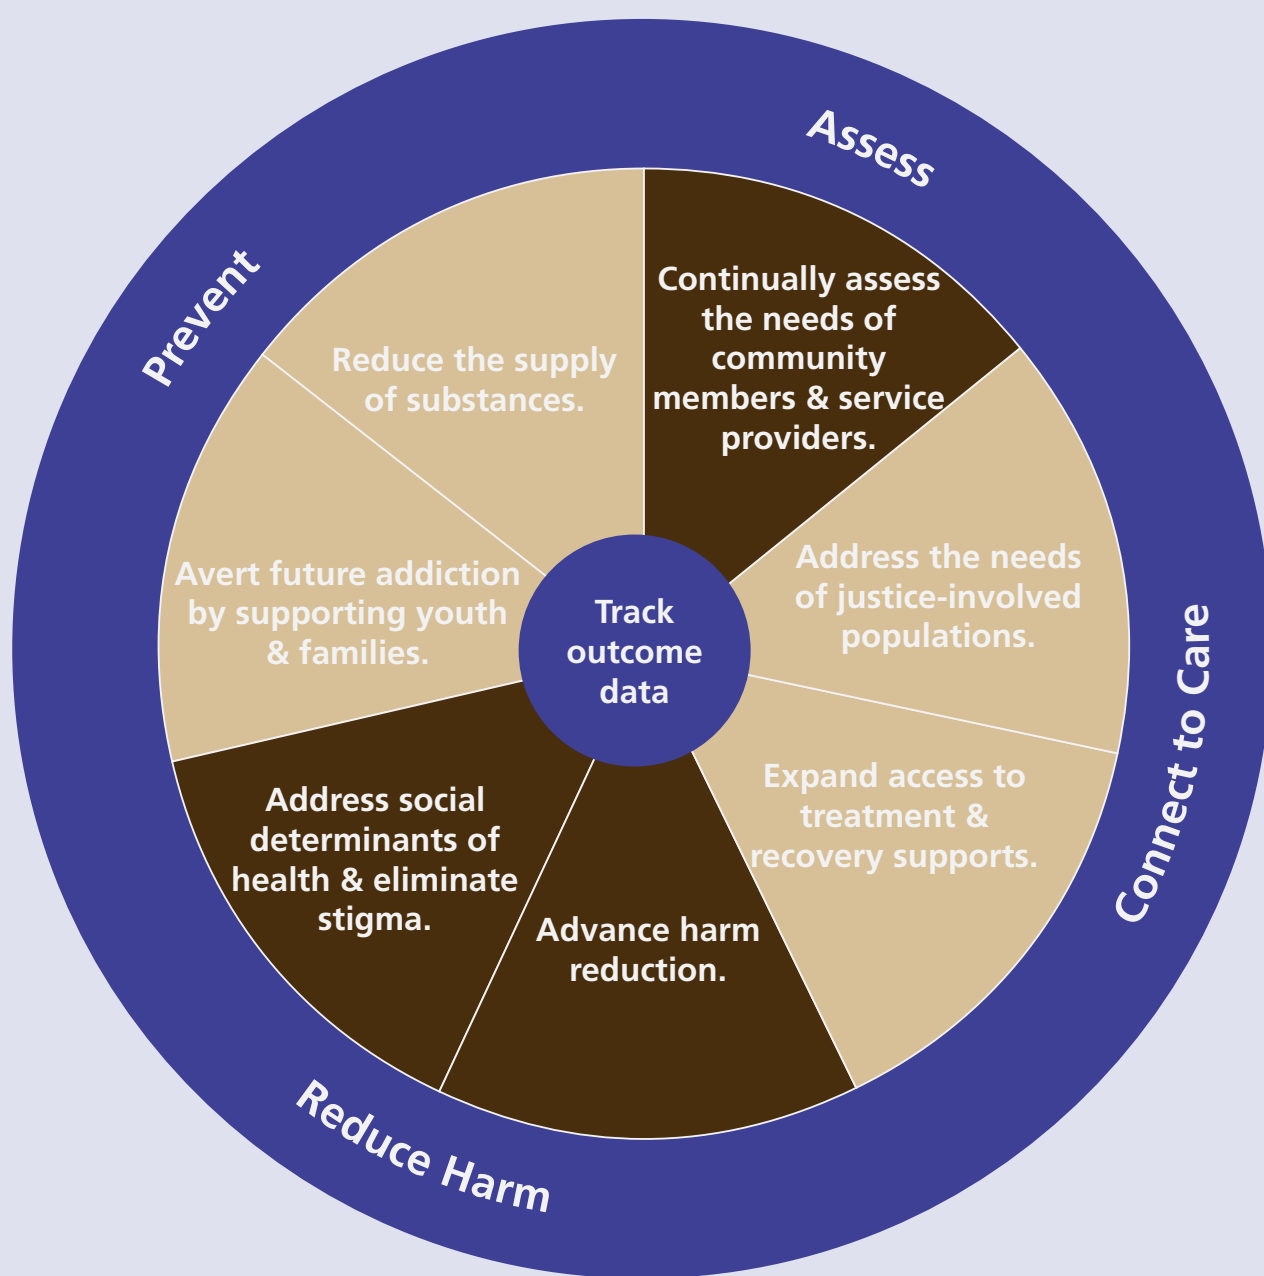 Assess
Continually assess
the needs of
community
members & service
providers.
Connect to Care
Address the needs
of justice-involved
populations.
Expand access to
treatment &
recovery supports.
Reduce Harm
Advance harm
reduction.
Address social
determinants of
health & eliminate
stigma.
Prevent
Avert future addiction
by supporting youth
& families.
Reduce the supply
of substances.
Track
outcome
data